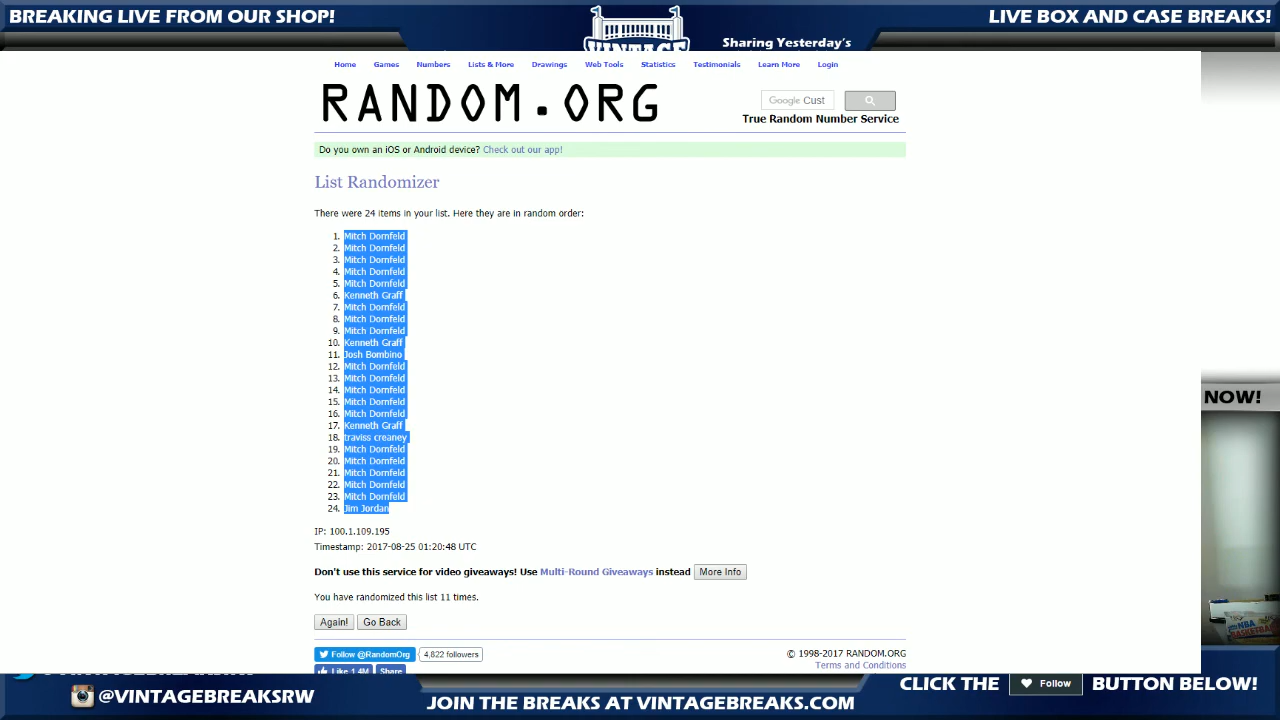 BREAKING LIVE FROM OUR SHOP!
LIVE BOX AND CASE BREAKS!
VINTAGE
Sharing Yesterday's
Home Games Numbers Lists & More Drawings Web Tools Statistics Testimonials Learn More Login
RANDOM.ORG
Google Cust
True Random Number Service
Do you own an iOS or Android device? Check out our app!
List Randomizer
There were 24 items in your list. Here they are in random order:
1. Mitch Dornfeld
2. Mitch Dornfeld
3. Mitch Dornfeld
4. Mitch Dornfeld
5. Mitch Dornfeld
6. Kenneth Graff
7. Mitch Dornfeld
8. Mitch Dornfeld
9. Mitch Dornfeld
10. Kenneth Graff
11. Josh Bombino
12. Mitch Dornfeld
13. Mitch Dornfeld
14. Mitch Dornfeld
15. Mitch Dornfeld
16. Mitch Dornfeld
17. Kenneth Graff
18. traviss creaney
19. Mitch Dornfeld
20. Mitch Dornfeld
21. Mitch Dornfeld
22. Mitch Dornfeld
23. Mitch Dornfeld
24. Jim Jordan
NOW!
IP: 100.1.109.195
Timestamp: 2017-08-25 01:20:48 UTC
Don't use this service for video giveaways! Use Multi-Round Giveaways instead More Info
You have randomized this list 11 times.
Again! Go Back
NBA
BASKETBALL
Follow @RandomOrg 4,822 followers
© 1998-2017 RANDOM.ORG
Like 1.4M Share
Terms and Conditions
@VINTAGEBREAKSRW
JOIN THE BREAKS AT VINTAGEBREAKS.COM
CLICK THE Follow BUTTON BELOW!